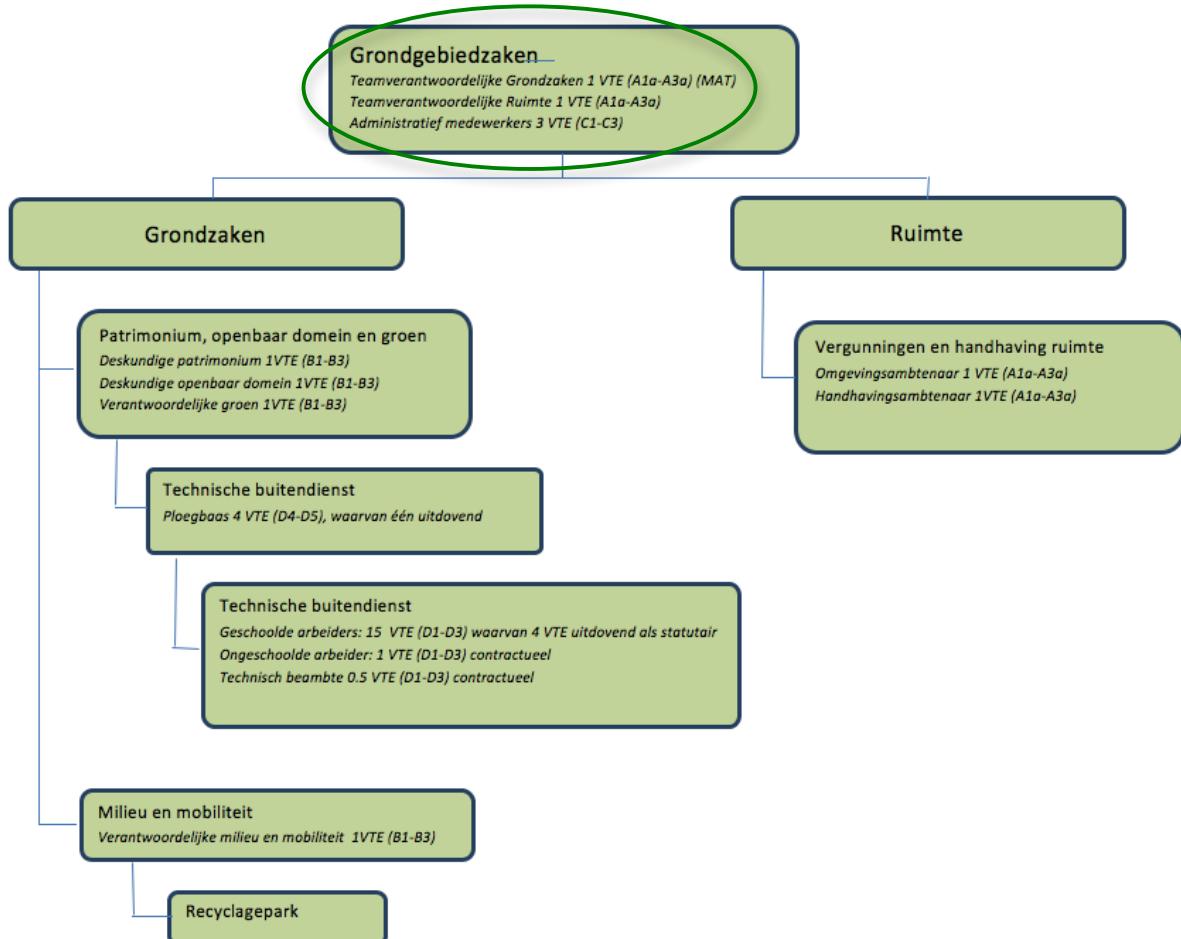 Grondgebiedzaken
Teamverantwoordelijke Grondzaken 1 VTE (A1a-A3a) (MAT)
Teamverantwoordelijke Ruimte 1 VTE (A1a-A3a)
Administratief medewerkers 3 VTE (C1-C3)
Grondzaken
Ruimte
Patrimonium, openbaar domein en groen
Deskundige patrimonium 1VTE (B1-B3)
Deskundige openbaar domein 1VTE (B1-B3)
Verantwoordelijke groen 1VTE (B1-B3)
Vergunningen en handhaving ruimte
Omgevingsambtenaar 1 VTE (A1a-A3a)
Handhavingsambtenaar 1VTE (A1a-A3a)
Technische buitendienst
Ploegbaas 4 VTE (D4-D5), waarvan één uitdovend
Technische buitendienst
Geschoolde arbeiders: 15 VTE (D1-D3) waarvan 4 VTE uitdovend als statutair
Ongeschoolde arbeider: 1 VTE (D1-D3) contractueel
Technisch beambte 0.5 VTE (D1-D3) contractueel
Milieu en mobiliteit
Verantwoordelijke milieu en mobiliteit 1VTE (B1-B3)
Recyclagepark